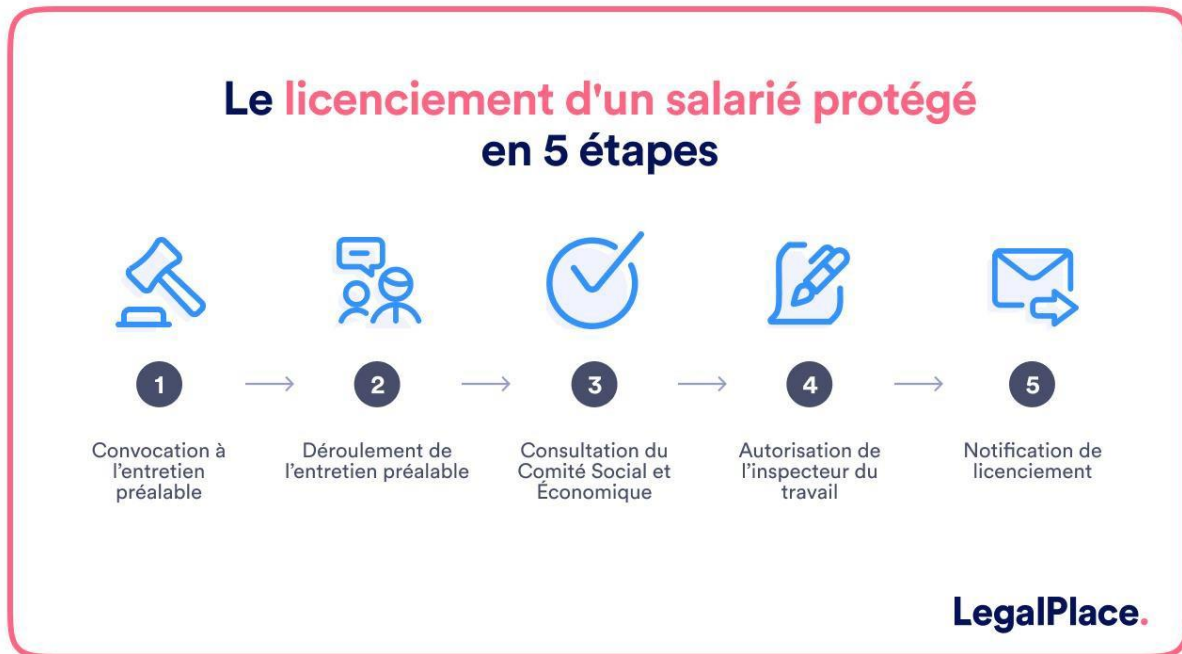 Le licenciement d'un salarié protégé
en 5 étapes
1
2
3
4
5
Convocation à
l'entretien
préalable
Déroulement de
l'entretien préalable
Consultation du
Comité Social et
Économique
Autorisation de
l'inspecteur du
travail
Notification de
licenciement
LegalPlace.